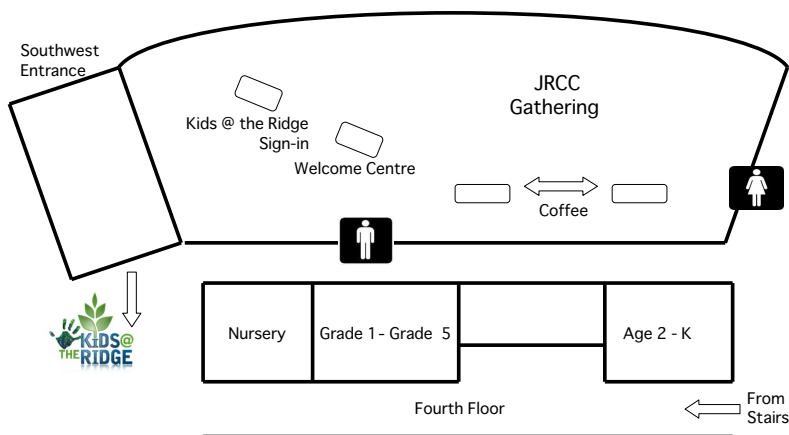 Southwest
Entrance
JRCC
Gathering
Kids @ the Ridge
Sign-in
Welcome Centre
Coffee
KIDS@
THE RIDGE
Nursery
Grade 1 - Grade 5
Age 2 - K
Fourth Floor
From
Stairs